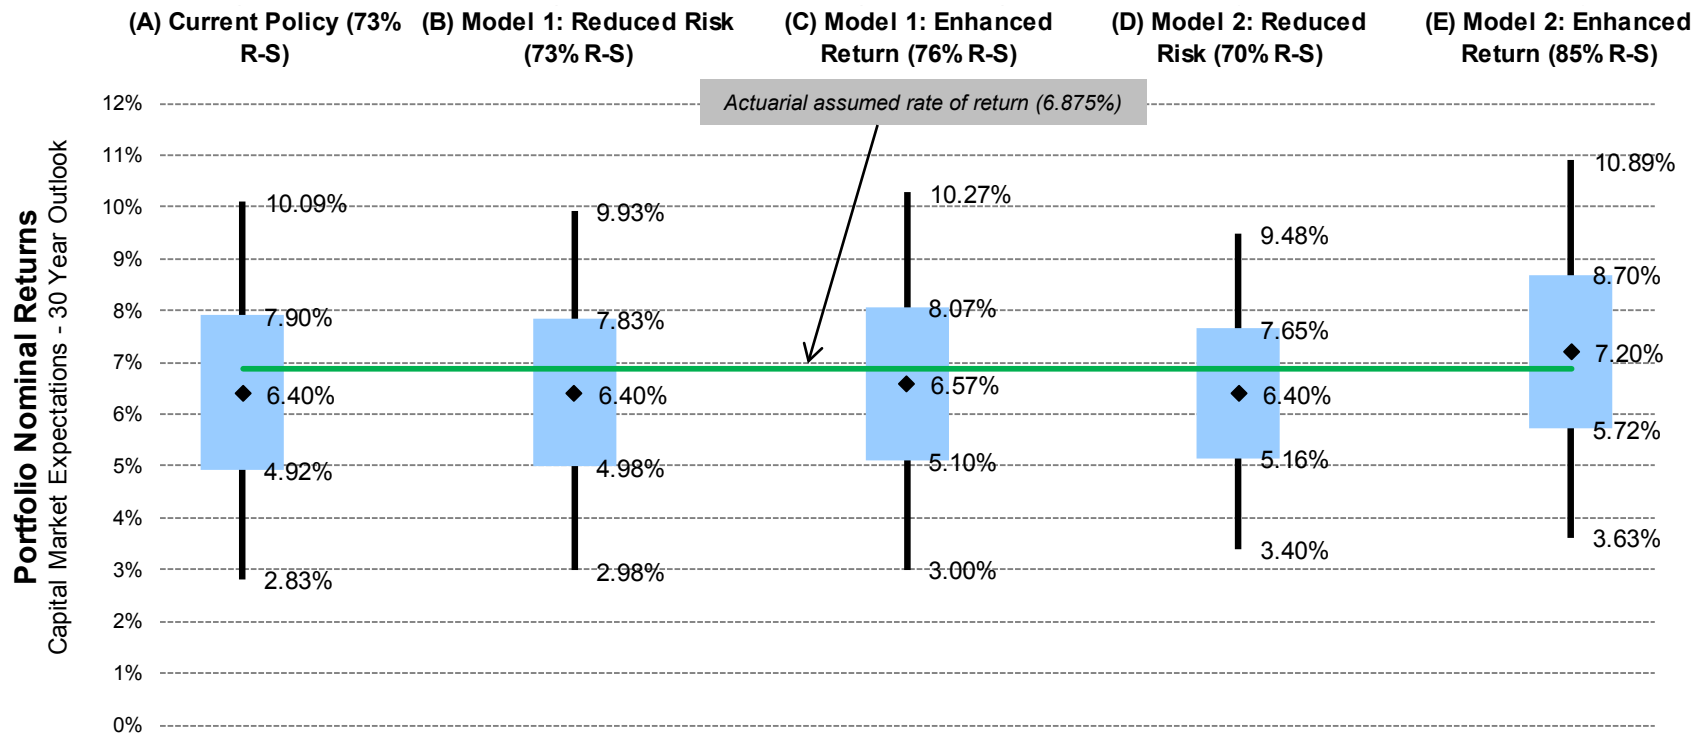 (A) Current Policy (73%
R-S)
(B) Model 1: Reduced Risk
(73% R-S)
(C) Model 1: Enhanced
Return (76% R-S)
(D) Model 2: Reduced
Risk (70% R-S)
(E) Model 2: Enhanced
Return (85% R-S)
Actuarial assumed rate of return (6.875%)
Portfolio Nominal Returns
Capital Market Expectations - 30 Year Outlook
12%
11%
10%
9%
8%
7%
6%
5%
4%
3%
2%
1%
0%
10.09%
7.90%
6.40%
4.92%
2.83%
9.93%
7.83%
6.40%
4.98%
2.98%
10.27%
8.07%
6.57%
5.10%
3.00%
9.48%
7.65%
6.40%
5.16%
3.40%
10.89%
8.70%
7.20%
5.72%
3.63%